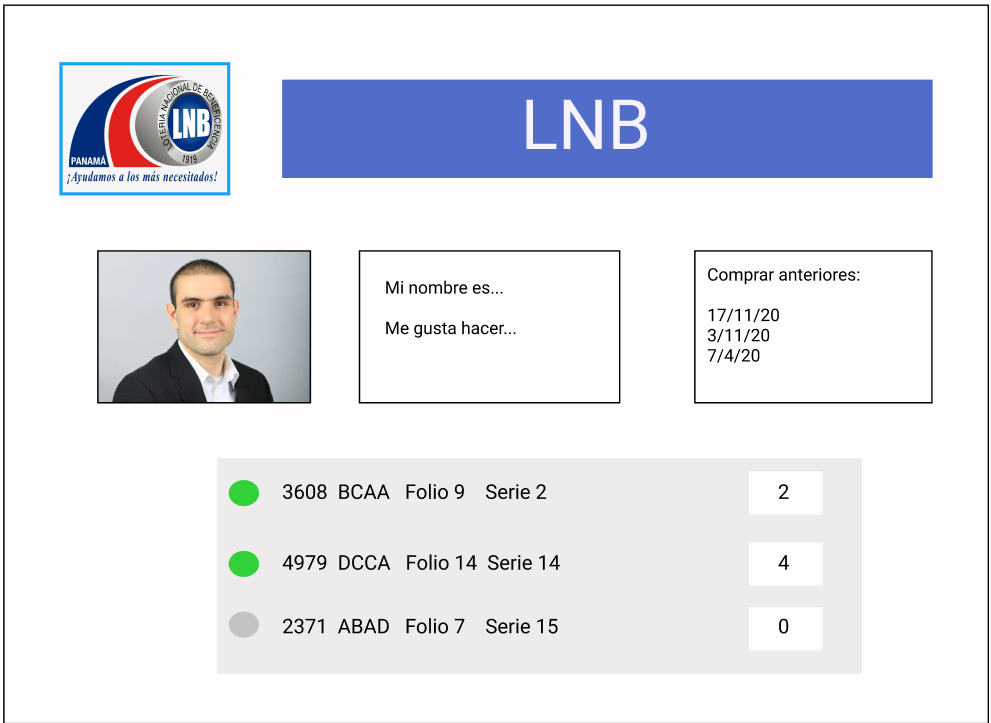 LOTERIA NACIONAL DE BENEFICENCIA
LNB
1919
PANAMÁ
¡Ayudamos a los más necesitados!
LNB
Mi nombre es...
Me gusta hacer...
Comprar anteriores:
17/11/20
3/11/20
7/4/20
3608 BCAA Folio 9 Serie 2 2
4979 DCCA Folio 14 Serie 14 4
2371 ABAD Folio 7 Serie 15 0